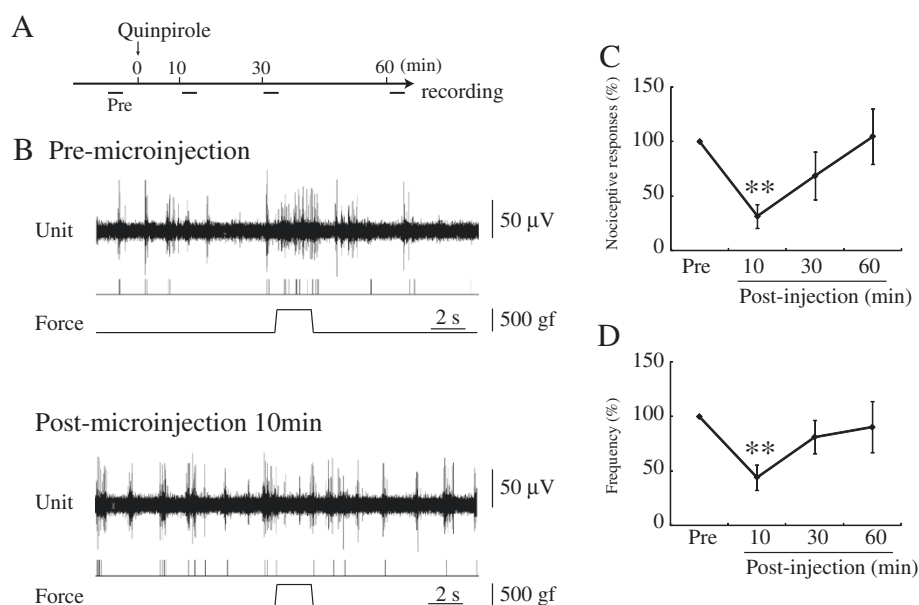 A
Quinpirole
0 10 30 60 (min)
Pre
recording
B Pre-microinjection
Unit
50 μV
Force
2 s
500 gf
Post-microinjection 10min
Unit
50 μV
Force
2 s
500 gf
C
Nociceptive responses (%)
150
100
50
0
**
Pre 10 30 60
Post-injection (min)
D
Frequency (%)
150
100
50
0
**
Pre 10 30 60
Post-injection (min)